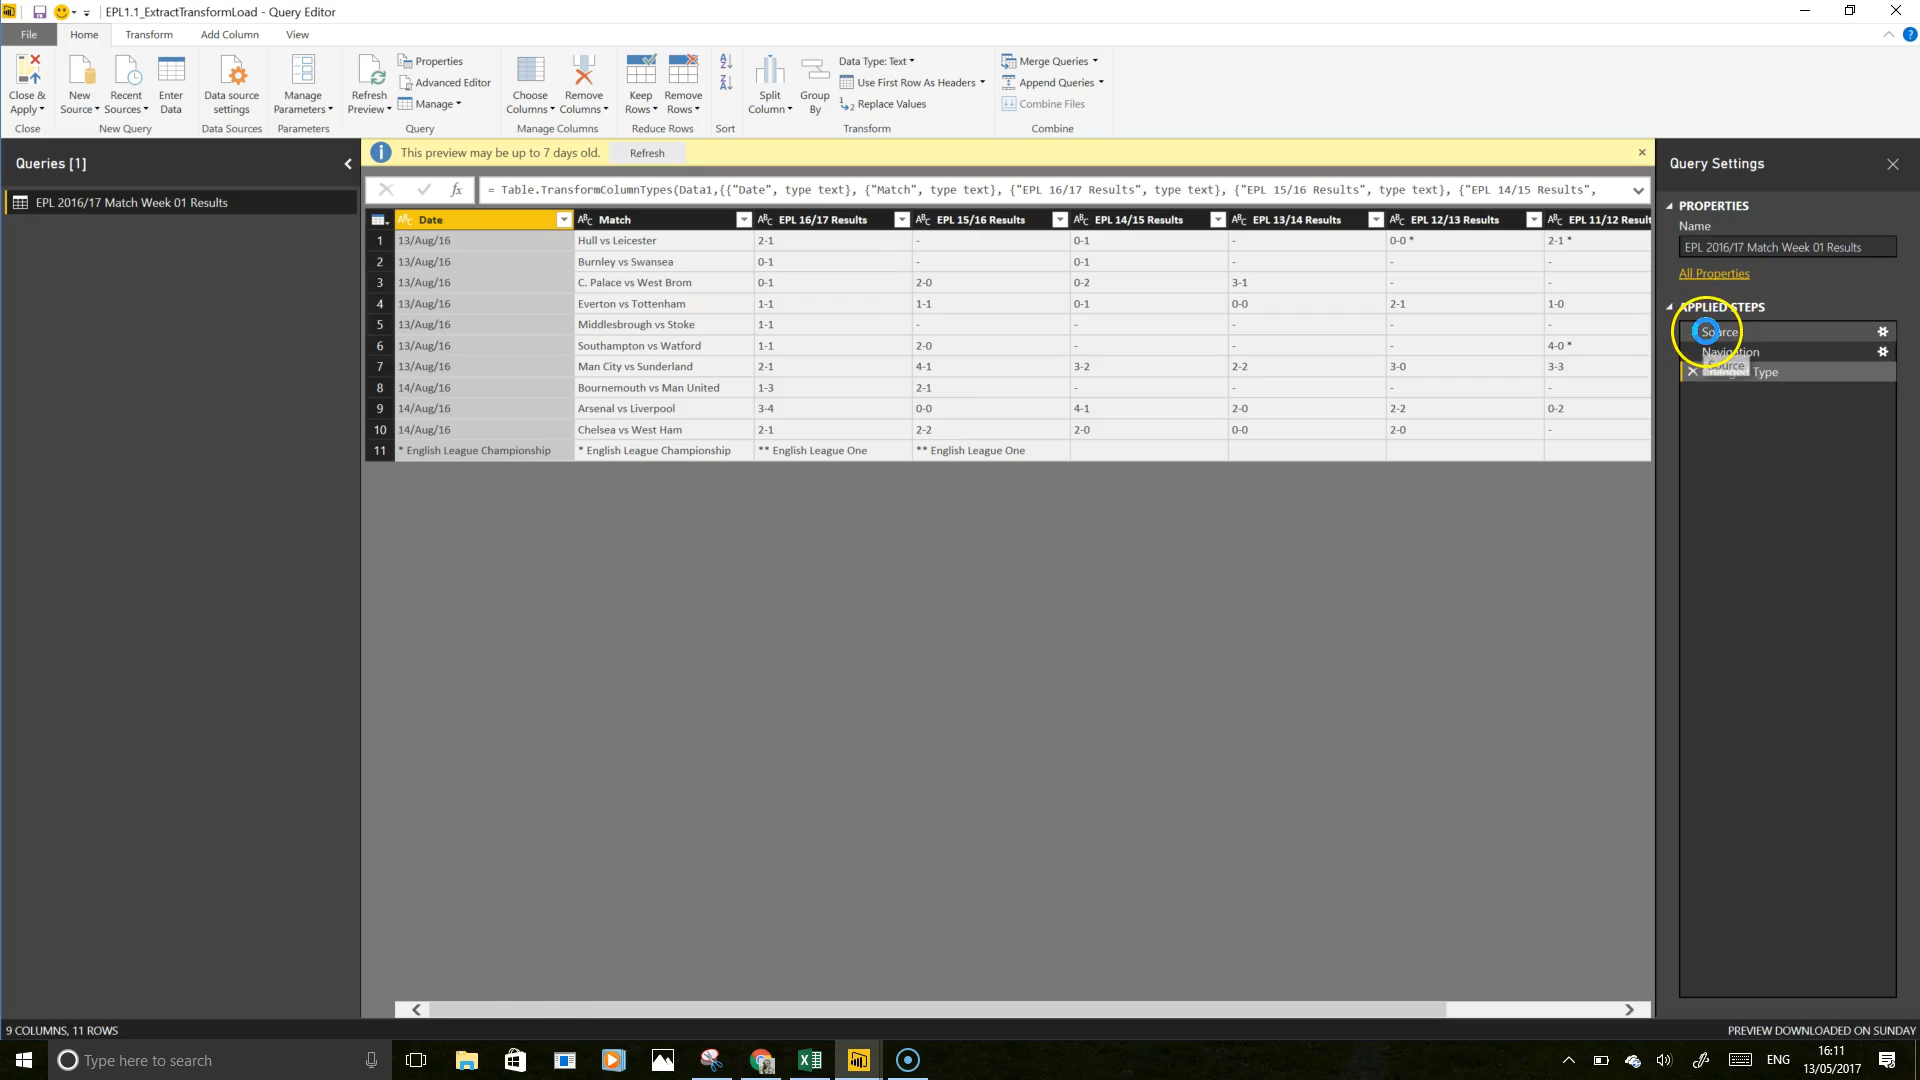 EPL1.1_ExtractTransformLoad - Query Editor
File Home Transform Add Column View
Close & Apply New Source Recent Sources Enter Data Data source settings Manage Parameters Refresh Preview Properties Advanced Editor Manage Choose Columns Remove Columns Keep Rows Remove Rows Split Column Group By Data Type: Text Use First Row As Headers Replace Values Merge Queries Append Queries Combine Files
Close New Query Data Sources Parameters Query Manage Columns Reduce Rows Sort Transform Combine
Queries [1]
EPL 2016/17 Match Week 01 Results
This preview may be up to 7 days old. Refresh
fx = Table.TransformColumnTypes(Data1,{{"Date", type text}, {"Match", type text}, {"EPL 16/17 Results", type text}, {"EPL 15/16 Results", type text}, {"EPL 14/15 Results",
Date Match EPL 16/17 Results EPL 15/16 Results EPL 14/15 Results EPL 13/14 Results EPL 12/13 Results EPL 11/12 Result
1 13/Aug/16 Hull vs Leicester 2-1 - 0-1 - 0-0 * 2-1 *
2 13/Aug/16 Burnley vs Swansea 0-1 - 0-1 - - -
3 13/Aug/16 C. Palace vs West Brom 0-1 2-0 0-2 3-1 - -
4 13/Aug/16 Everton vs Tottenham 1-1 1-1 0-1 0-0 2-1 1-0
5 13/Aug/16 Middlesbrough vs Stoke 1-1 - - - - -
6 13/Aug/16 Southampton vs Watford 1-1 2-0 - - - 4-0 *
7 13/Aug/16 Man City vs Sunderland 2-1 4-1 3-2 2-2 3-0 3-3
8 14/Aug/16 Bournemouth vs Man United 1-3 2-1 - - - -
9 14/Aug/16 Arsenal vs Liverpool 3-4 0-0 4-1 2-0 2-2 0-2
10 14/Aug/16 Chelsea vs West Ham 2-1 2-2 2-0 0-0 2-0 -
11 * English League Championship * English League Championship ** English League One ** English League One
Query Settings
PROPERTIES
Name
EPL 2016/17 Match Week 01 Results
All Properties
APPLIED STEPS
Source
Navigation
Source
Type
9 COLUMNS, 11 ROWS
PREVIEW DOWNLOADED ON SUNDAY
Type here to search
ENG
16:11
13/05/2017